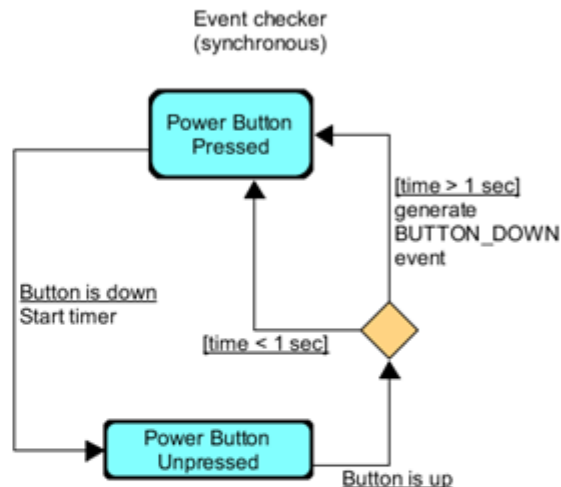 Event checker
(synchronous)
Power Button
Pressed
[time > 1 sec]
generate
BUTTON_DOWN
event
Button is down
Start timer
[time < 1 sec]
Power Button
Unpressed
Button is up